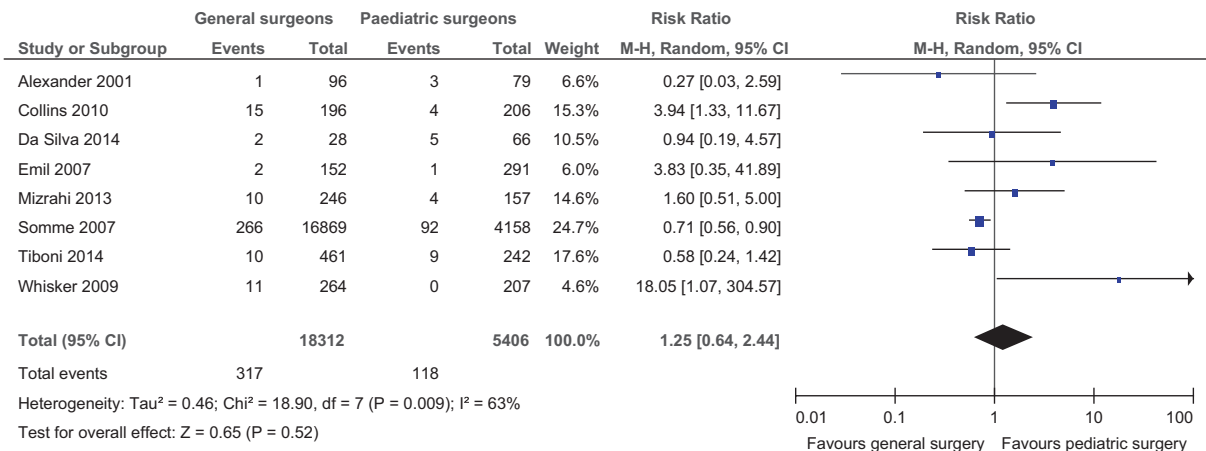 General surgeons Paediatric surgeons Risk Ratio Risk Ratio
Study or Subgroup Events Total Events Total Weight M-H, Random, 95% CI M-H, Random, 95% CI
Alexander 2001 1 96 3 79 6.6% 0.27 [0.03, 2.59]
Collins 2010 15 196 4 206 15.3% 3.94 [1.33, 11.67]
Da Silva 2014 2 28 5 66 10.5% 0.94 [0.19, 4.57]
Emil 2007 2 152 1 291 6.0% 3.83 [0.35, 41.89]
Mizrahi 2013 10 246 4 157 14.6% 1.60 [0.51, 5.00]
Somme 2007 266 16869 92 4158 24.7% 0.71 [0.56, 0.90]
Tiboni 2014 10 461 9 242 17.6% 0.58 [0.24, 1.42]
Whisker 2009 11 264 0 207 4.6% 18.05 [1.07, 304.57]
Total (95% CI) 18312 5406 100.0% 1.25 [0.64, 2.44]
Total events 317 118
Heterogeneity: Tau² = 0.46; Chi² = 18.90, df = 7 (P = 0.009); I² = 63%
Test for overall effect: Z = 0.65 (P = 0.52)
0.01 0.1 1 10 100
Favours general surgery Favours pediatric surgery